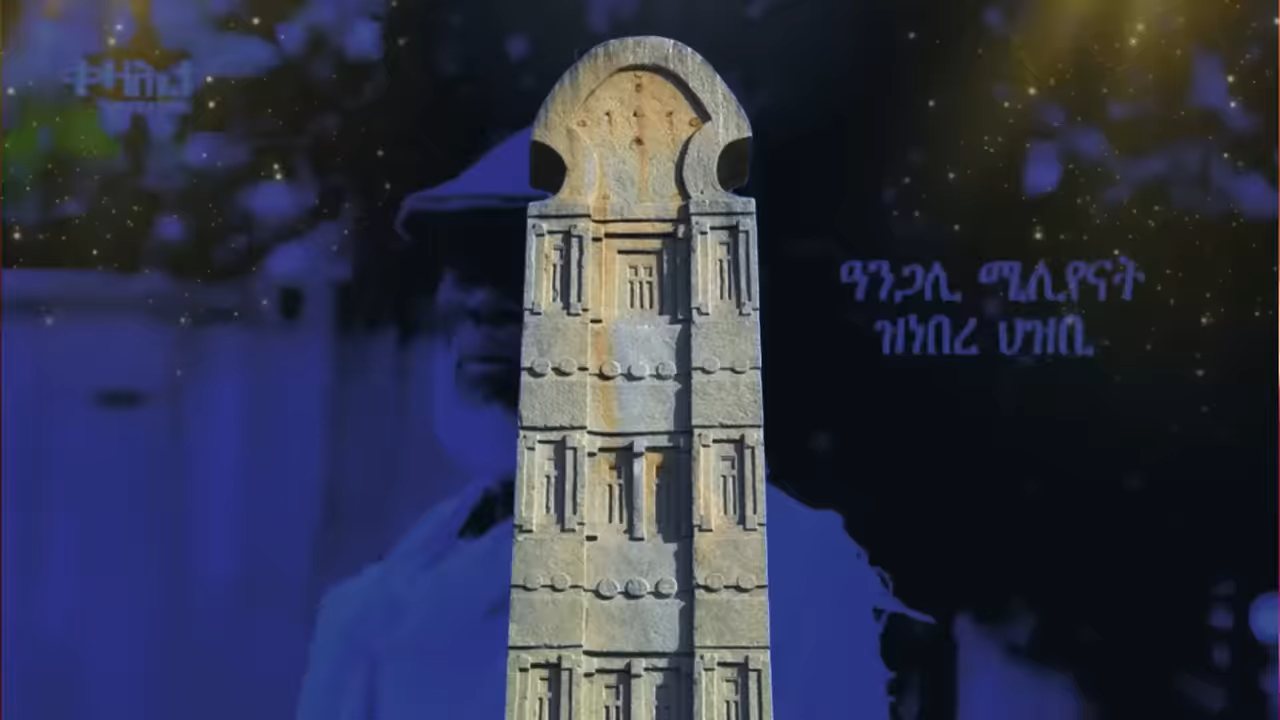 ዓንጋሊ ሚሊየናት
ዝነበረ ህዝቢ